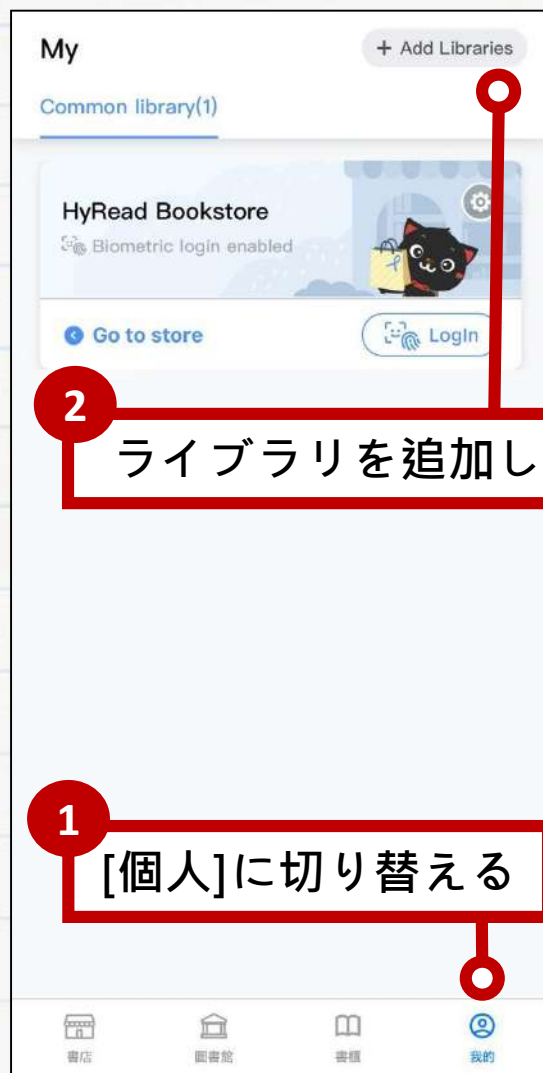 My
+ Add Libraries
Common library(1)
HyRead Bookstore
Biometric login enabled
Go to store
LogIn
2
ライブラリを追加し
1
[個人]に切り替える
書店
圖書館
書櫃
我的